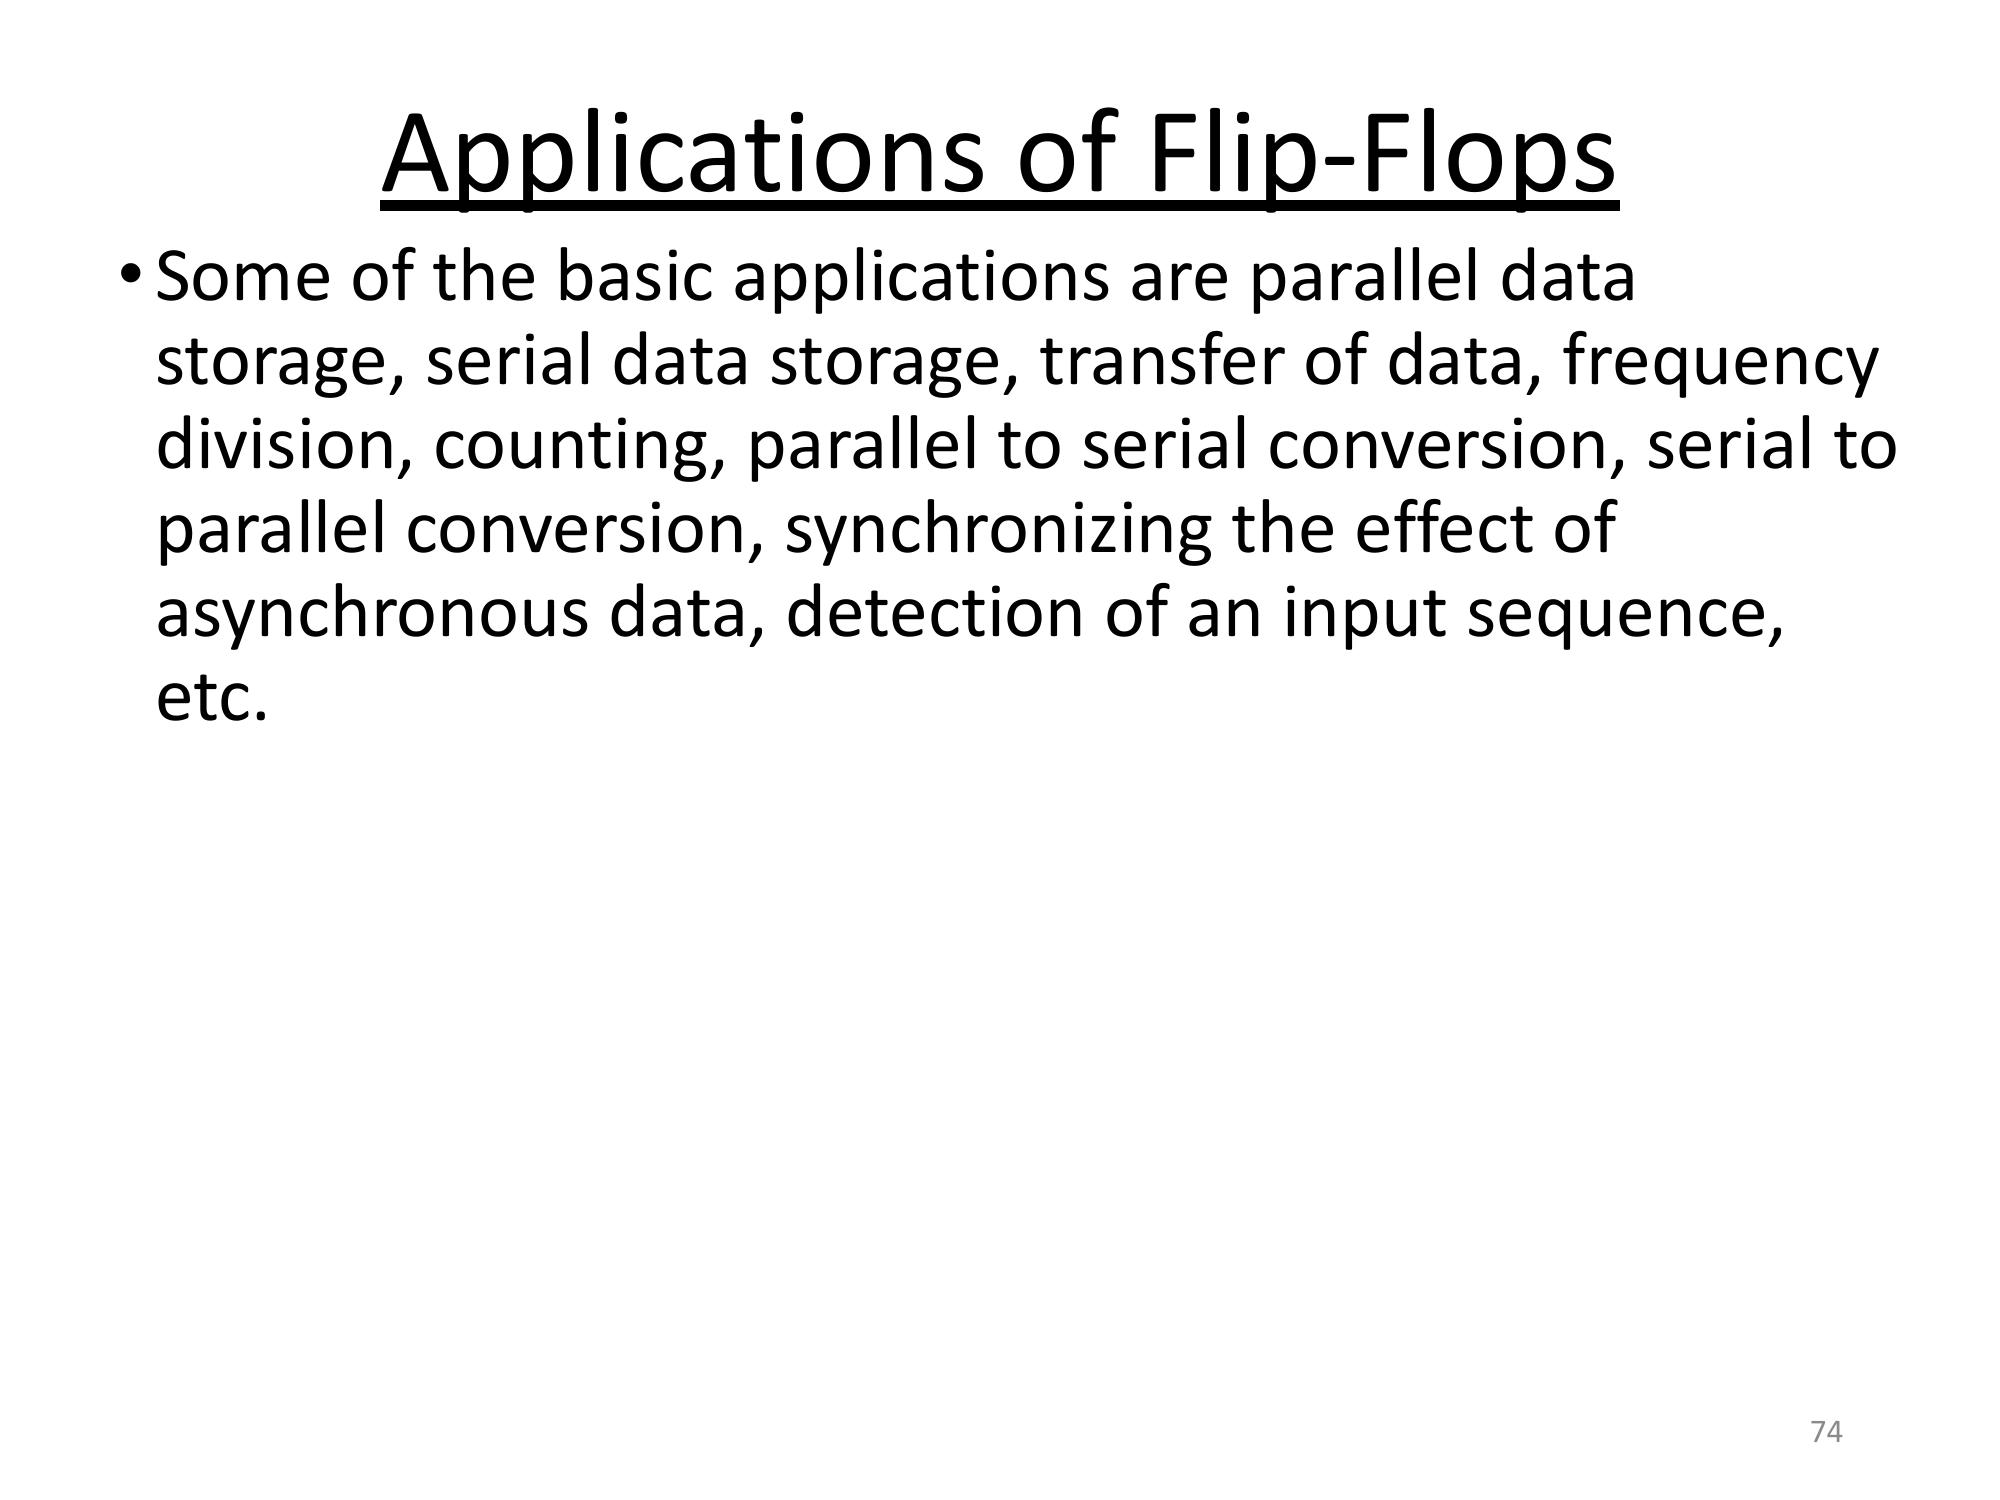 Applications of Flip-Flops
• Some of the basic applications are parallel data
storage, serial data storage, transfer of data, frequency
division, counting, parallel to serial conversion, serial to
parallel conversion, synchronizing the effect of
asynchronous data, detection of an input sequence,
etc.
74